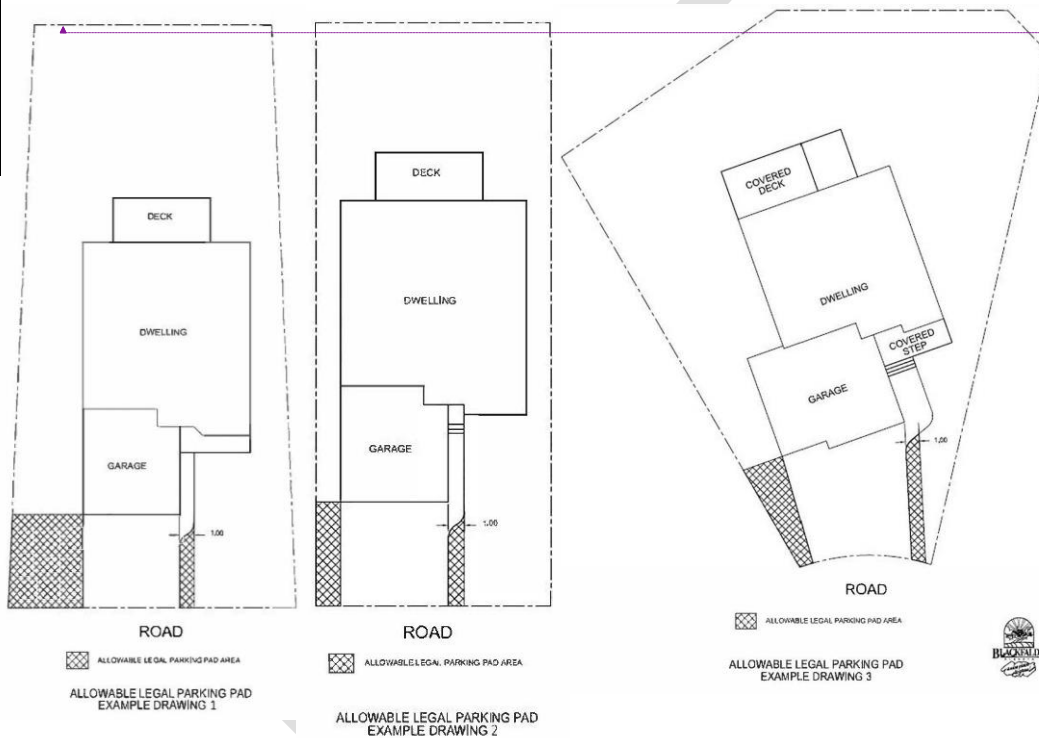 DECK
DWELLING
GARAGE
1.00
ROAD
ALLOWABLE LEGAL PARKING PAD AREA
ALLOWABLE LEGAL PARKING PAD
EXAMPLE DRAWING 1
DECK
DWELLING
GARAGE
1.00
ROAD
ALLOWABLE LEGAL PARKING PAD AREA
ALLOWABLE LEGAL PARKING PAD
EXAMPLE DRAWING 2
COVERED
DECK
DWELLING
COVERED
STEP
GARAGE
1.00
ROAD
ALLOWABLE LEGAL PARKING PAD AREA
ALLOWABLE LEGAL PARKING PAD
EXAMPLE DRAWING 3